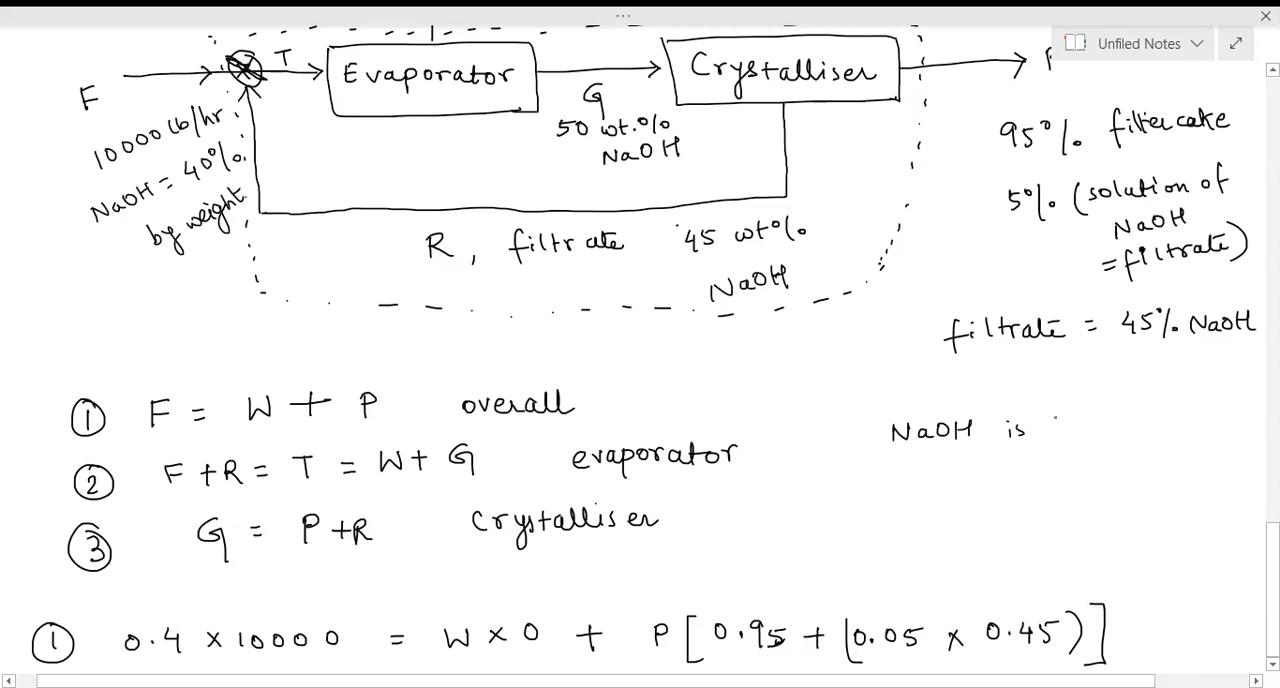 Unfiled Notes
F
T
Evaporator
G
Crystalliser
P
10000 lb/hr
NaOH = 40%.
by weight
50 wt.%
NaOH
R, filtrate 45 wt%
NaOH
95%. filtercake
5%. (solution of
NaOH
= filtrate)
filtrate = 45%. NaOH
① F = W + P overall
② F + R = T = W + G evaporator
③ G = P + R Crystalliser
NaOH is
① 0.4 × 10000 = W × 0 + P [0.95 + (0.05 × 0.45)]